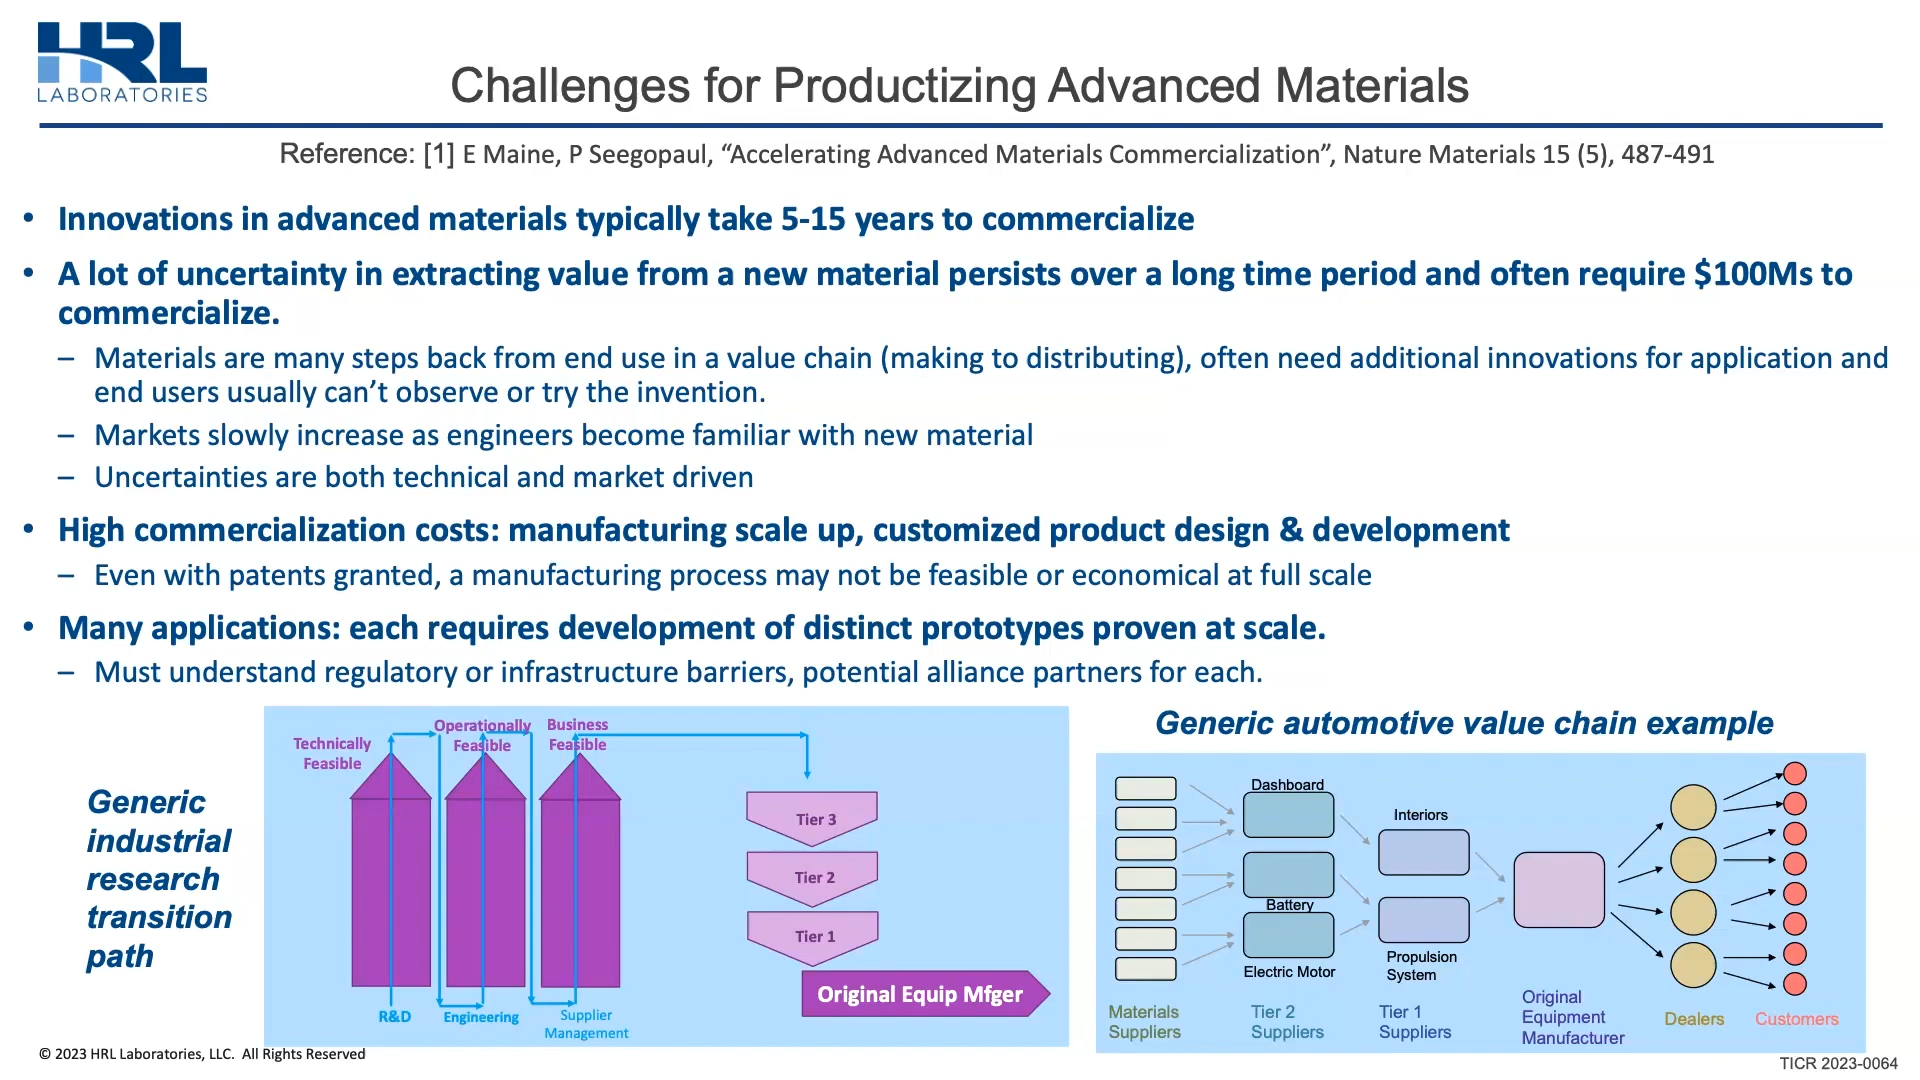 HRL
LABORATORIES
Challenges for Productizing Advanced Materials
Reference: [1] E Maine, P Seegopaul, “Accelerating Advanced Materials Commercialization”, Nature Materials 15 (5), 487-491
• Innovations in advanced materials typically take 5-15 years to commercialize
• A lot of uncertainty in extracting value from a new material persists over a long time period and often require $100Ms to
commercialize.
– Materials are many steps back from end use in a value chain (making to distributing), often need additional innovations for application and
end users usually can’t observe or try the invention.
– Markets slowly increase as engineers become familiar with new material
– Uncertainties are both technical and market driven
• High commercialization costs: manufacturing scale up, customized product design & development
– Even with patents granted, a manufacturing process may not be feasible or economical at full scale
• Many applications: each requires development of distinct prototypes proven at scale.
– Must understand regulatory or infrastructure barriers, potential alliance partners for each.
Generic
industrial
research
transition
path
Technically
Feasible
Operationally
Feasible
Business
Feasible
R&D
Engineering
Supplier
Management
Tier 3
Tier 2
Tier 1
Original Equip Mfger
Generic automotive value chain example
Dashboard
Battery
Electric Motor
Interiors
Propulsion
System
Materials
Suppliers
Tier 2
Suppliers
Tier 1
Suppliers
Original
Equipment
Manufacturer
Dealers
Customers
© 2023 HRL Laboratories, LLC. All Rights Reserved
TICR 2023-0064